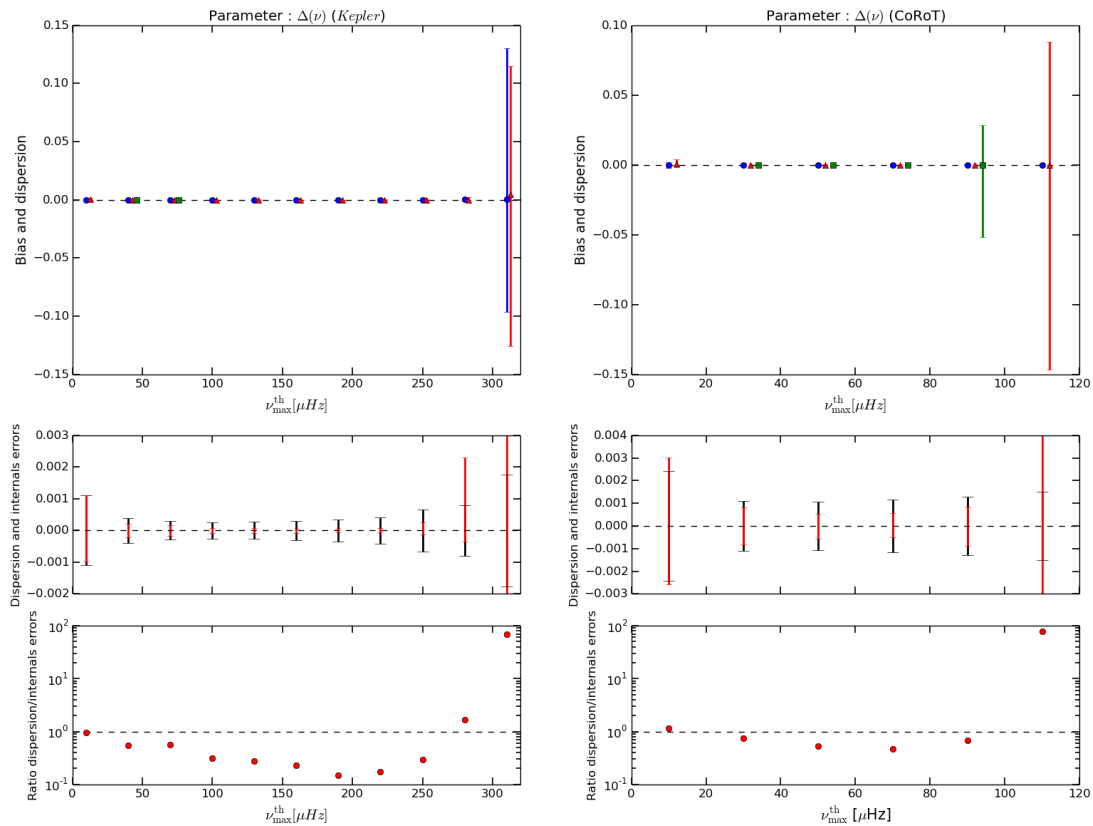 Parameter : Δ(ν) (Kepler)
0.15
0.10
0.05
0.00
−0.05
−0.10
−0.15
Bias and dispersion
0 50 100 150 200 250 300
ν_max^th [μHz]
Parameter : Δ(ν) (CoRoT)
0.10
0.05
0.00
−0.05
−0.10
−0.15
Bias and dispersion
0 20 40 60 80 100 120
ν_max^th [μHz]
0.003
0.002
0.001
0.000
−0.001
−0.002
Dispersion and internals errors
0.004
0.003
0.002
0.001
0.000
−0.001
−0.002
−0.003
Dispersion and internals errors
10^2
10^1
10^0
10^-1
Ratio dispersion/internals errors
0 50 100 150 200 250 300
ν_max^th [μHz]
10^2
10^1
10^0
10^-1
Ratio dispersion/internals errors
0 20 40 60 80 100 120
ν_max^th [μHz]